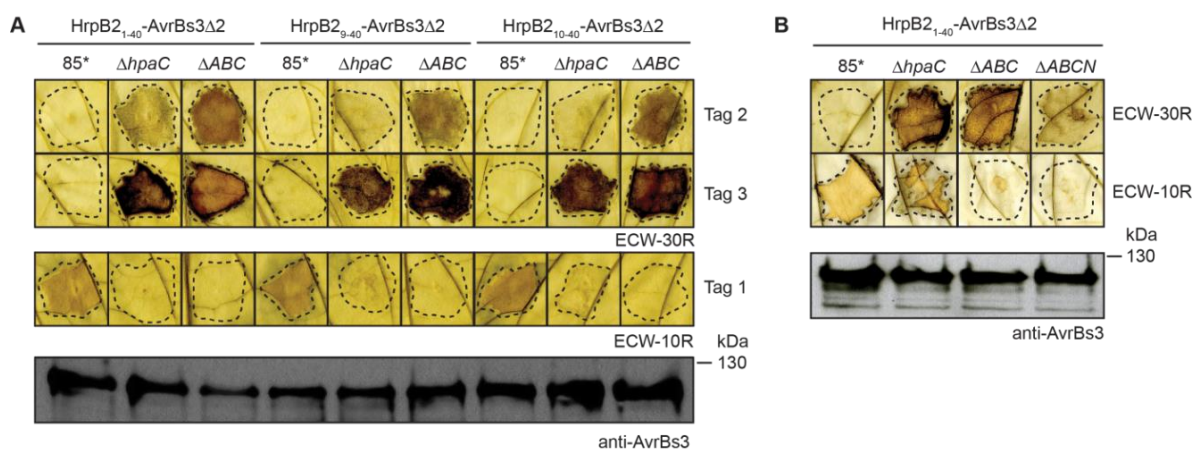 A
HrpB2₁₋₄₀-AvrBs3Δ2 HrpB2₉₋₄₀-AvrBs3Δ2 HrpB2₁₀₋₄₀-AvrBs3Δ2
85* ΔhpaC ΔABC 85* ΔhpaC ΔABC 85* ΔhpaC ΔABC
Tag 2
Tag 3
ECW-30R
Tag 1
ECW-10R
kDa
130
anti-AvrBs3
B
HrpB2₁₋₄₀-AvrBs3Δ2
85* ΔhpaC ΔABC ΔABCN
ECW-30R
ECW-10R
kDa
130
anti-AvrBs3